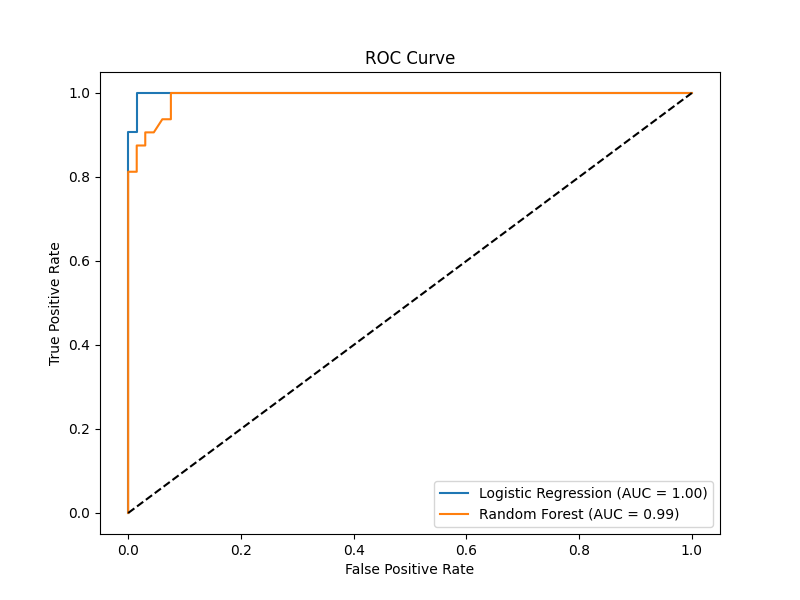 ROC Curve
1.0
0.8
0.6
0.4
0.2
0.0
True Positive Rate
Logistic Regression (AUC = 1.00)
Random Forest (AUC = 0.99)
0.0 0.2 0.4 0.6 0.8 1.0
False Positive Rate